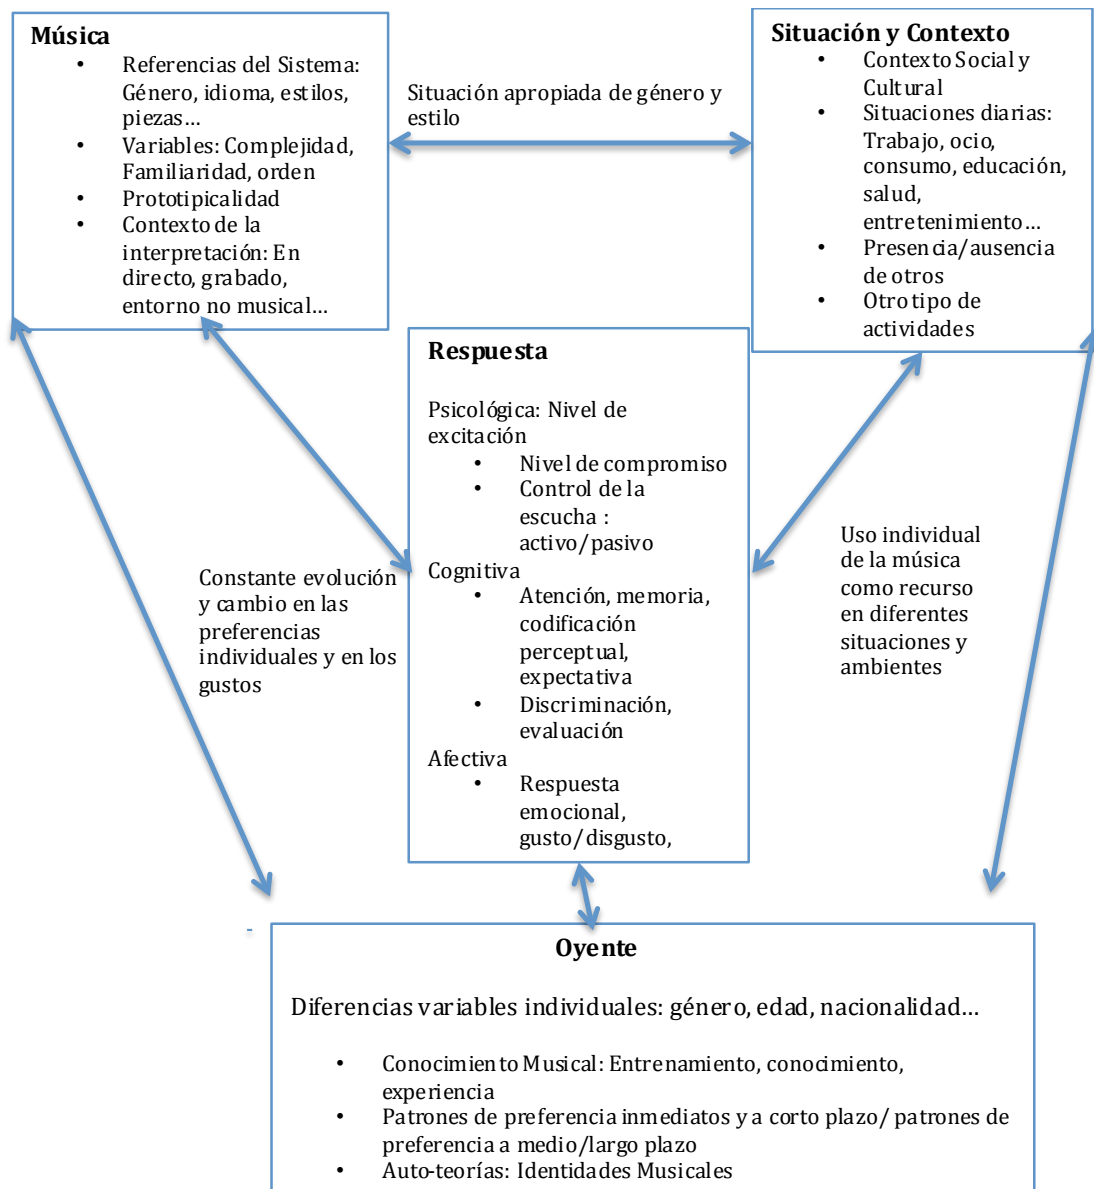 Música
• Referencias del Sistema:
Género, idioma, estilos,
piezas…
• Variables: Complejidad,
Familiaridad, orden
• Prototipicalidad
• Contexto de la
interpretación: En
directo, grabado,
entorno no musical…
Situación apropiada de género y
estilo
Situación y Contexto
• Contexto Social y
Cultural
• Situaciones diarias:
Trabajo, ocio,
consumo, educación,
salud,
entretenimiento…
• Presencia/ausencia
de otros
• Otro tipo de
actividades
Respuesta
Psicológica: Nivel de
excitación
• Nivel de compromiso
• Control de la
escucha :
activo/pasivo
Cognitiva
• Atención, memoria,
codificación
perceptual,
expectativa
• Discriminación,
evaluación
Afectiva
• Respuesta
emocional,
gusto/disgusto,
Constante evolución
y cambio en las
preferencias
individuales y en los
gustos
Uso individual
de la música
como recurso
en diferentes
situaciones y
ambientes
Oyente
Diferencias variables individuales: género, edad, nacionalidad…
• Conocimiento Musical: Entrenamiento, conocimiento,
experiencia
• Patrones de preferencia inmediatos y a corto plazo/ patrones de
preferencia a medio/largo plazo
• Auto-teorías: Identidades Musicales